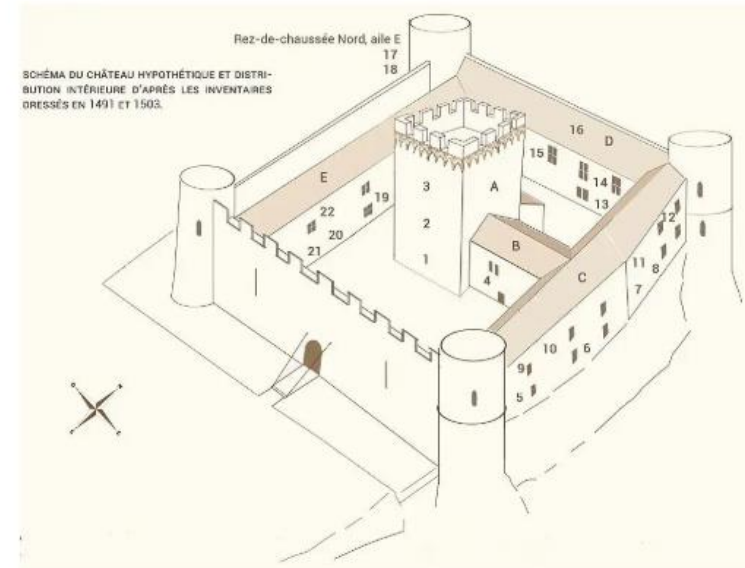 Rez-de-chaussée Nord, aile E
17
18
SCHÉMA DU CHÂTEAU HYPOTHÉTIQUE ET DISTRI-
BUTION INTÉRIEURE D'APRÈS LES INVENTAIRES
DRESSÉS EN 1491 ET 1503.
16
D
15
14
13
E
22
19
20
21
3
A
2
1
B
4
C
12
11
8
7
10
6
9
5